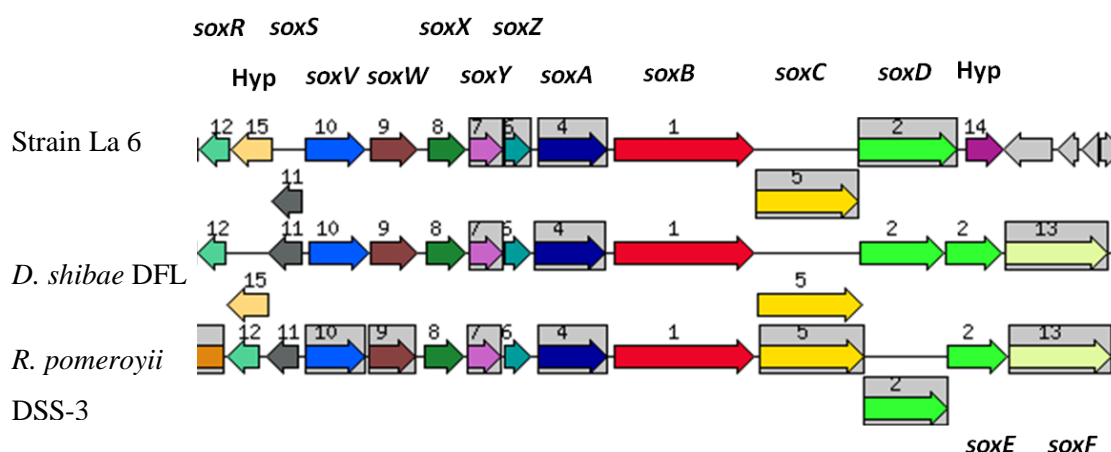 soxR soxS soxX soxZ
Hyp soxV soxW soxY soxA soxB soxC soxD Hyp
Strain La 6
12 15 10 9 8 7 6 4 1 2 14
11 5
D. shibae DFL
12 11 10 9 8 7 6 4 1 2 2 13
15 5
R. pomeroyii
12 11 10 9 8 7 6 4 1 5 2 13
DSS-3
2
soxE soxF